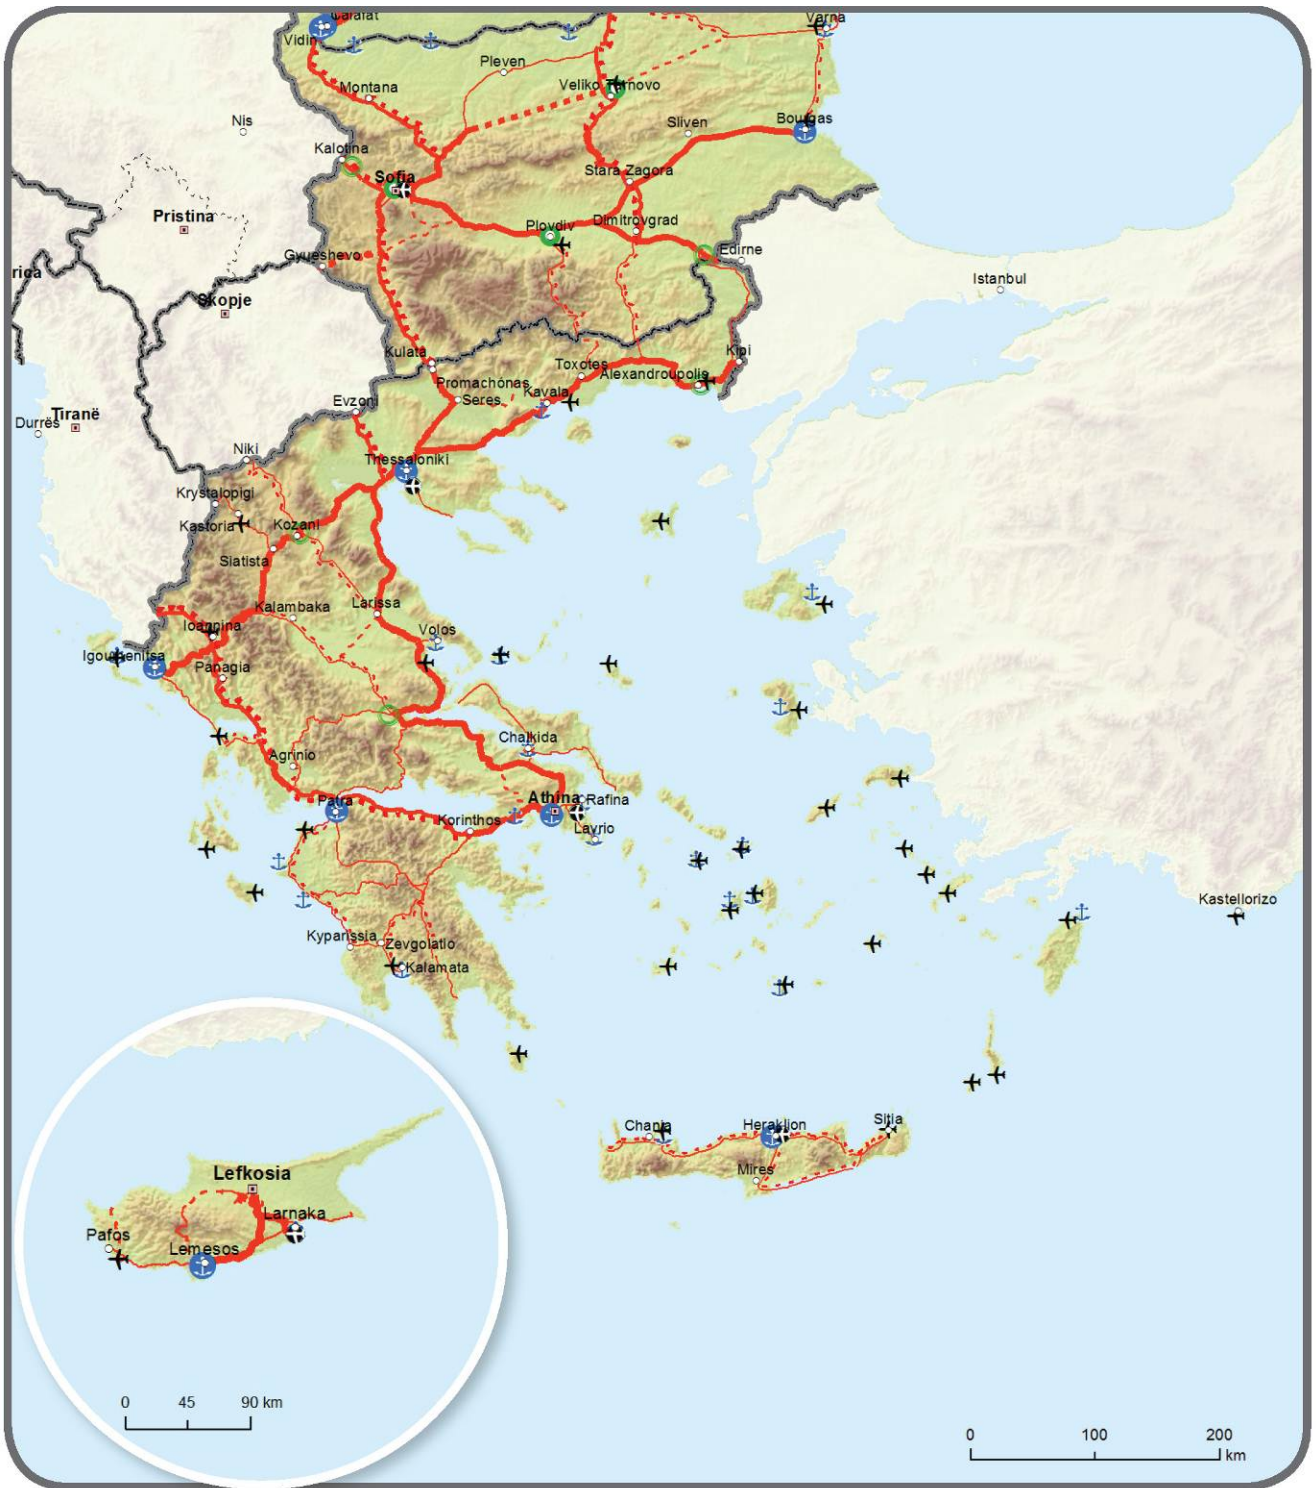 Calafat
Varna
Vidin
Pleven
Montana
Veliko Tarnovo
Nis
Sliven
Bourgas
Kalotina
Sofia
Stara Zagora
Pristina
Plovdiv
Dimitrovgrad
Gyueshevo
Edirne
rica
Istanbul
Skopje
Kulata
Toxotes
Kipi
Promachónas
Alexandroupolis
Evzoni
Seres
Kavala
Durrës
Tiranë
Niki
Thessaloniki
Krystalopigi
Kastoria
Kozani
Siatista
Kalambaka
Larissa
Ioannina
Volos
Igoumenitsa
Panagia
Chalkida
Agrinio
Patra
Athina
Rafina
Korinthos
Lavrio
Kastellorizo
Kyparissia
Zevgolatio
Kalamata
Chania
Heraklion
Sitia
Mires
Lefkosia
Larnaka
Pafos
Lemesos
0 45 90 km
0 100 200
km